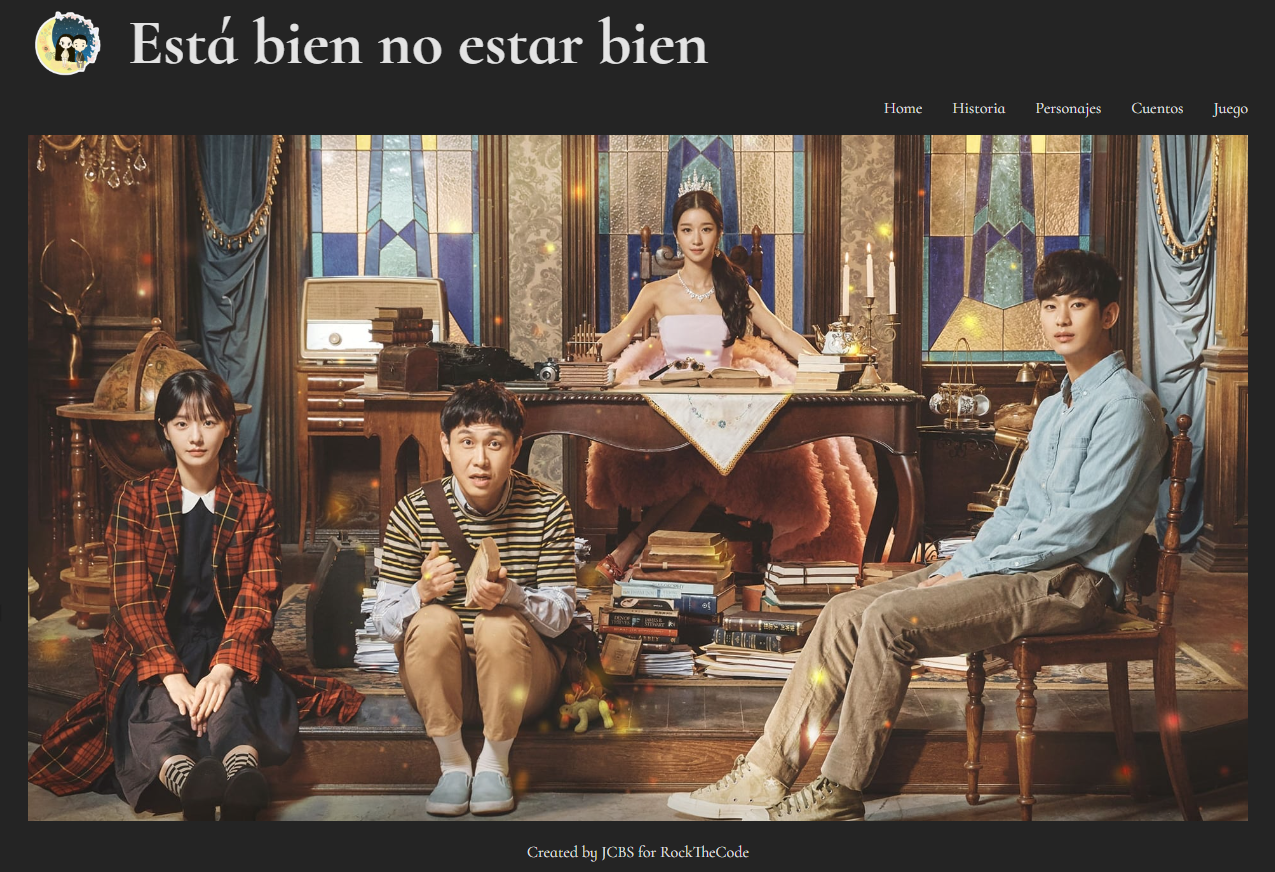 Está bien no estar bien
Home Historia Personajes Cuentos Juego
Created by JCBS for RockTheCode